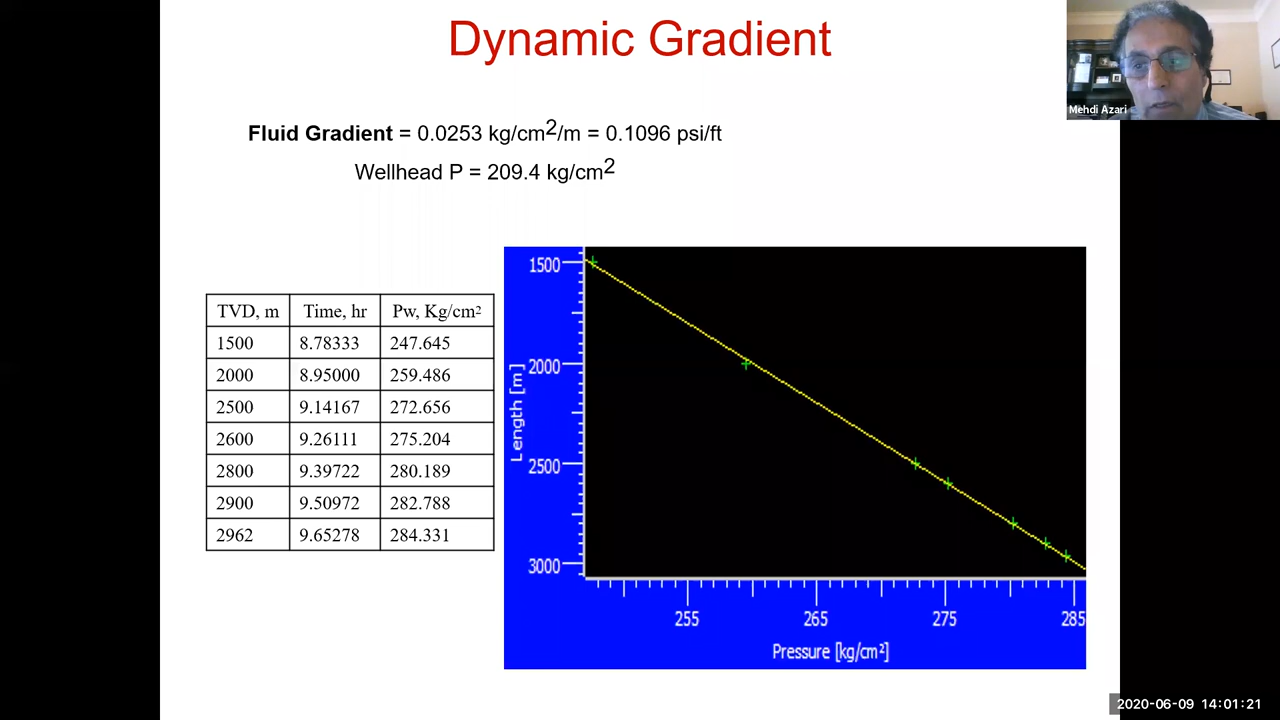 Dynamic Gradient
Mehdi Azari
Fluid Gradient = 0.0253 kg/cm2/m = 0.1096 psi/ft
Wellhead P = 209.4 kg/cm2
TVD, m Time, hr Pw, Kg/cm2
1500 8.78333 247.645
2000 8.95000 259.486
2500 9.14167 272.656
2600 9.26111 275.204
2800 9.39722 280.189
2900 9.50972 282.788
2962 9.65278 284.331
1500
2000
2500
3000
Length [m]
255 265 275 285
Pressure [kg/cm²]
2020-06-09 14:01:21